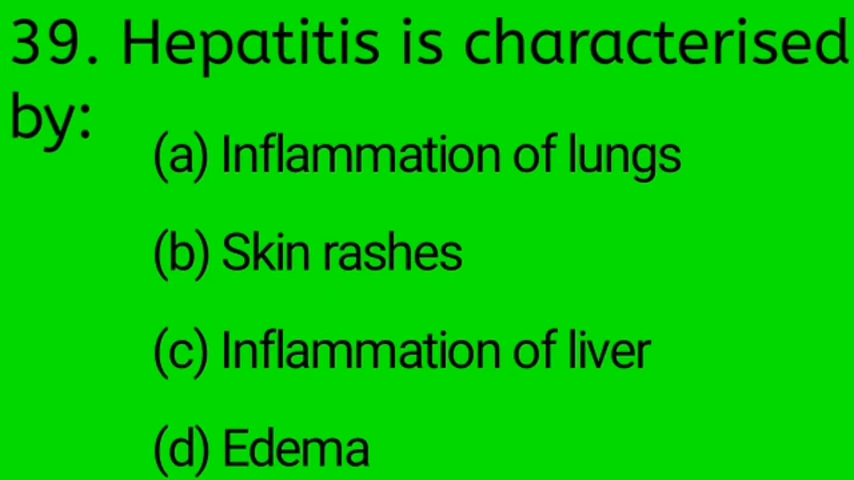 39. Hepatitis is characterised
by:
(a) Inflammation of lungs
(b) Skin rashes
(c) Inflammation of liver
(d) Edema